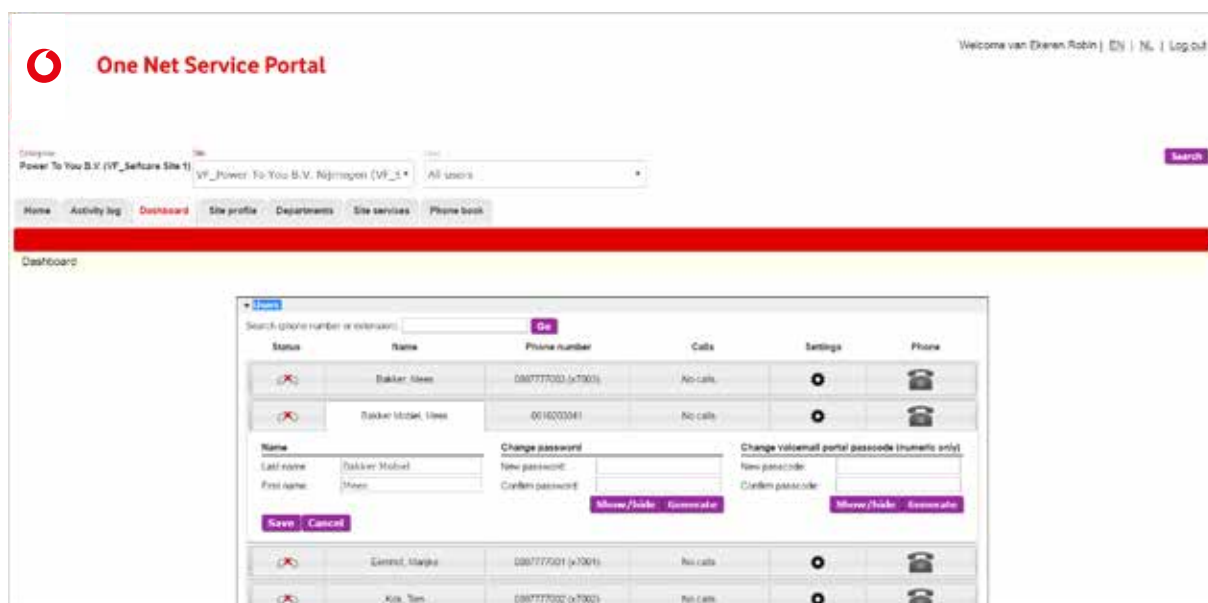 Welcome van Ekeren Robin | EN | NL | Log out
One Net Service Portal
Enterprise
Power To You B.V. (VF_Selfcare Site 1)
Site
VF_Power To You B.V. Nijmegen (VF_S
User
All users
Search
Home Activity log Dashboard Site profile Departments Site services Phone book
Dashboard
Users
Search (phone number or extension): Go
Status Name Phone number Calls Settings Phone
Bakker, Mees No calls
Bakker Mobiel, Mees No calls
Name Change password Change voicemail portal passcode (numeric only)
Last name Bakker Mobiel New password: New passcode:
First name: Mees Confirm password: Confirm passcode:
Show/hide Generate Show/hide Generate
Save Cancel
Marijke 0887777001 (x7001) No calls
Tom 0887777002 (x7002) No calls